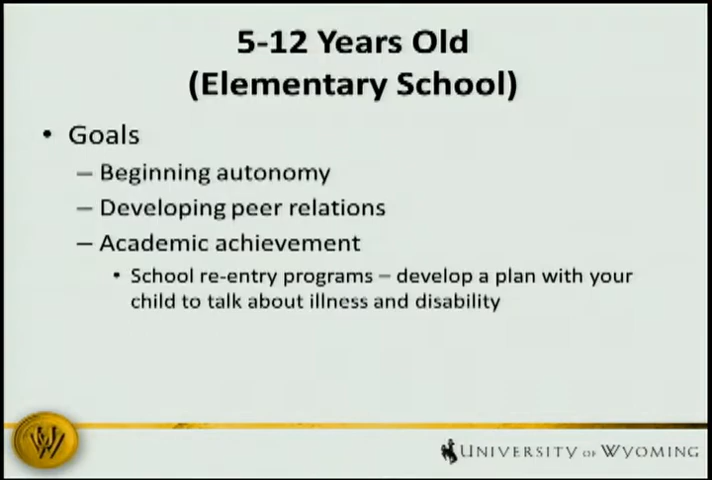 5-12 Years Old
(Elementary School)
• Goals
– Beginning autonomy
– Developing peer relations
– Academic achievement
• School re-entry programs – develop a plan with your
child to talk about illness and disability
W
UNIVERSITY OF WYOMING